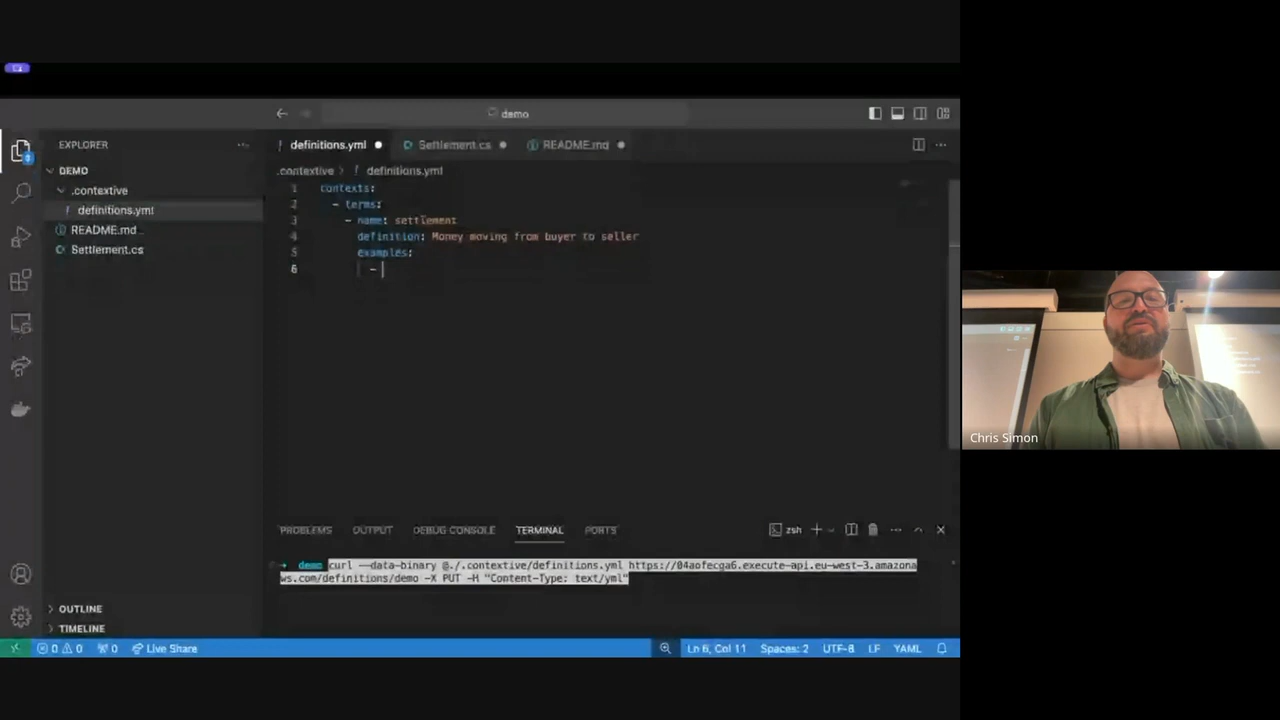 demo
EXPLORER
definitions.yml
Settlement.cs
README.md
DEMO
.contextive
definitions.yml
README.md
Settlement.cs
.contextive > ! definitions.yml
1 contexts:
2 - terms:
3 - name: settlement
4 definition: Money moving from buyer to seller
5 examples:
6 -
PROBLEMS OUTPUT DEBUG CONSOLE TERMINAL PORTS
zsh
→ demo curl --data-binary @./.contextive/definitions.yml https://04aofecga6.execute-api.eu-west-3.amazona
ws.com/definitions/demo -X PUT -H "Content-Type: text/yml"
OUTLINE
TIMELINE
0 0 0 Live Share
Ln 6, Col 11 Spaces: 2 UTF-8 LF YAML
Chris Simon